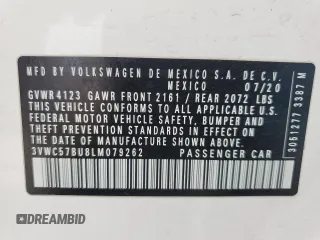 MFD BY VOLKSWAGEN DE MEXICO S.A. DE C.V.
MEXICO 07/20
GVWR 4123 GAWR FRONT 2161 / REAR 2072 LBS
THIS VEHICLE CONFORMS TO ALL APPLICABLE U.S.
FEDERAL MOTOR VEHICLE SAFETY, BUMPER AND
THEFT PREVENTION STANDARDS IN EFFECT ON THE
DATE OF MANUFACTURE SHOWN ABOVE
3VWC57BU8LM079262 PASSENGER CAR
3051277 3387 M